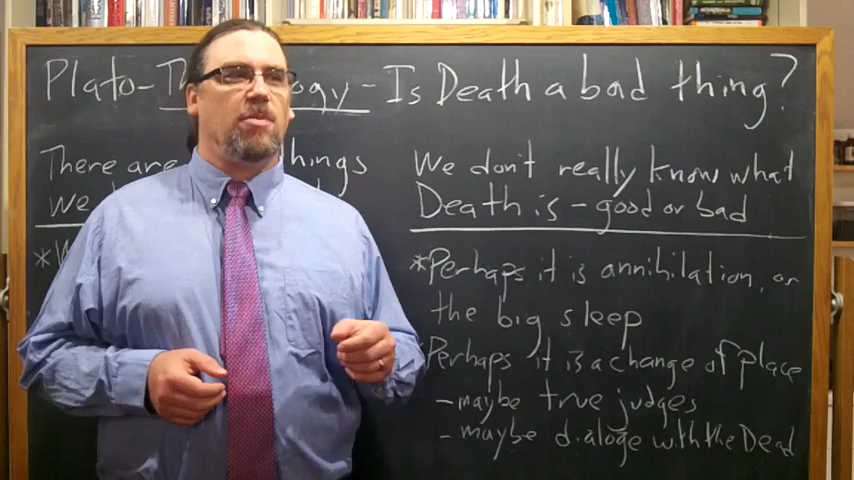 Plato- ogy - Is Death a bad thing?
There are things
we
We don't really know what
Death is - good or bad
*Perhaps it is annihilation, or
the big sleep
Perhaps it is a change of place
- maybe true judges
- maybe dialoge with the Dead